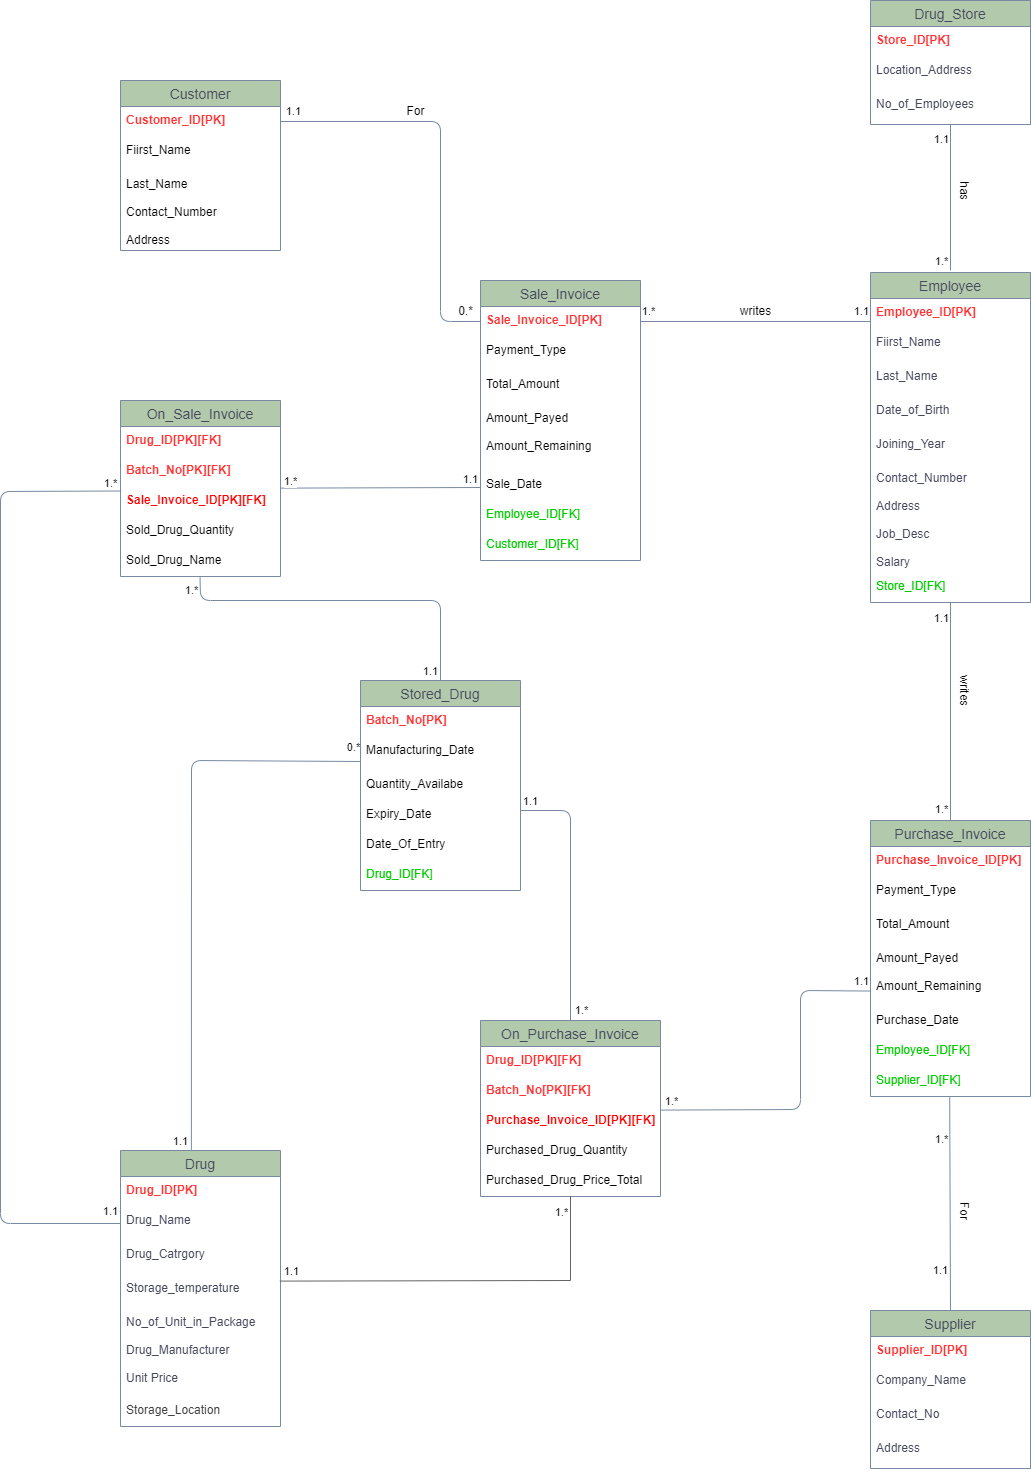 Drug_Store
Store_ID[PK]
Location_Address
No_of_Employees
1.1
has
1.*
Customer
Customer_ID[PK]
Fiirst_Name
Last_Name
Contact_Number
Address
1.1
For
0.*
Sale_Invoice
Sale_Invoice_ID[PK]
Payment_Type
Total_Amount
Amount_Payed
Amount_Remaining
Sale_Date
Employee_ID[FK]
Customer_ID[FK]
1.*
writes
1.1
Employee
Employee_ID[PK]
Fiirst_Name
Last_Name
Date_of_Birth
Joining_Year
Contact_Number
Address
Job_Desc
Salary
Store_ID[FK]
1.1
writes
1.*
On_Sale_Invoice
Drug_ID[PK][FK]
Batch_No[PK][FK]
Sale_Invoice_ID[PK][FK]
Sold_Drug_Quantity
Sold_Drug_Name
1.*
1.*
1.1
1.*
1.1
Stored_Drug
Batch_No[PK]
Manufacturing_Date
Quantity_Availabe
Expiry_Date
Date_Of_Entry
Drug_ID[FK]
0.*
1.1
1.*
Purchase_Invoice
Purchase_Invoice_ID[PK]
Payment_Type
Total_Amount
Amount_Payed
Amount_Remaining
Purchase_Date
Employee_ID[FK]
Supplier_ID[FK]
1.1
1.*
1.*
For
1.1
On_Purchase_Invoice
Drug_ID[PK][FK]
Batch_No[PK][FK]
Purchase_Invoice_ID[PK][FK]
Purchased_Drug_Quantity
Purchased_Drug_Price_Total
1.*
1.1
1.1
1.1
Drug
Drug_ID[PK]
Drug_Name
Drug_Catrgory
Storage_temperature
No_of_Unit_in_Package
Drug_Manufacturer
Unit Price
Storage_Location
Supplier
Supplier_ID[PK]
Company_Name
Contact_No
Address